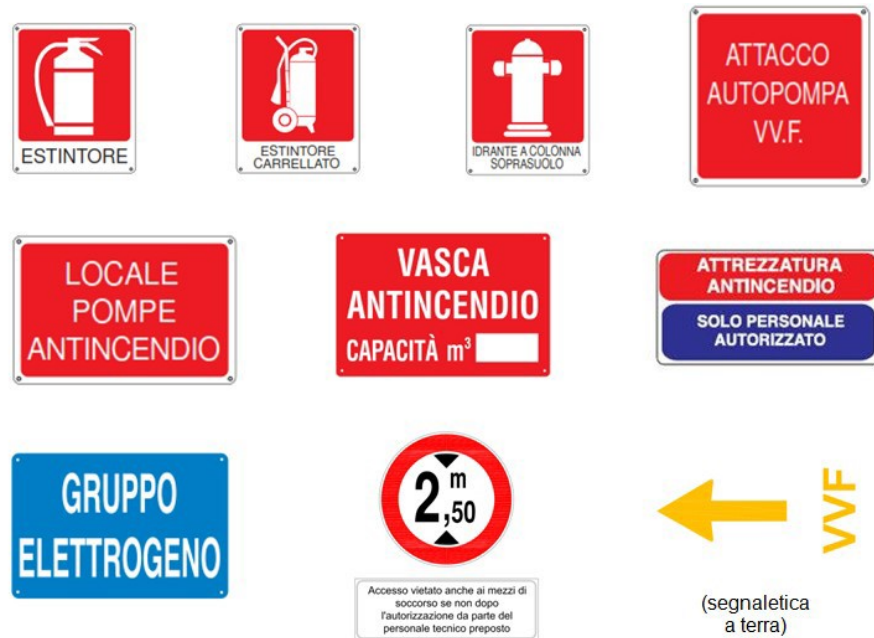 ESTINTORE
ESTINTORE
CARRELLATO
IDRANTE A COLONNA
SOPRASUOLO
ATTACCO
AUTOPOMPA
VV.F.
LOCALE
POMPE
ANTINCENDIO
VASCA
ANTINCENDIO
CAPACITÀ m³
ATTREZZATURA
ANTINCENDIO
SOLO PERSONALE
AUTORIZZATO
GRUPPO
ELETTROGENO
2,50 m
Accesso vietato anche ai mezzi di
soccorso se non dopo
l'autorizzazione da parte del
personale tecnico preposto
VVF
(segnaletica
a terra)